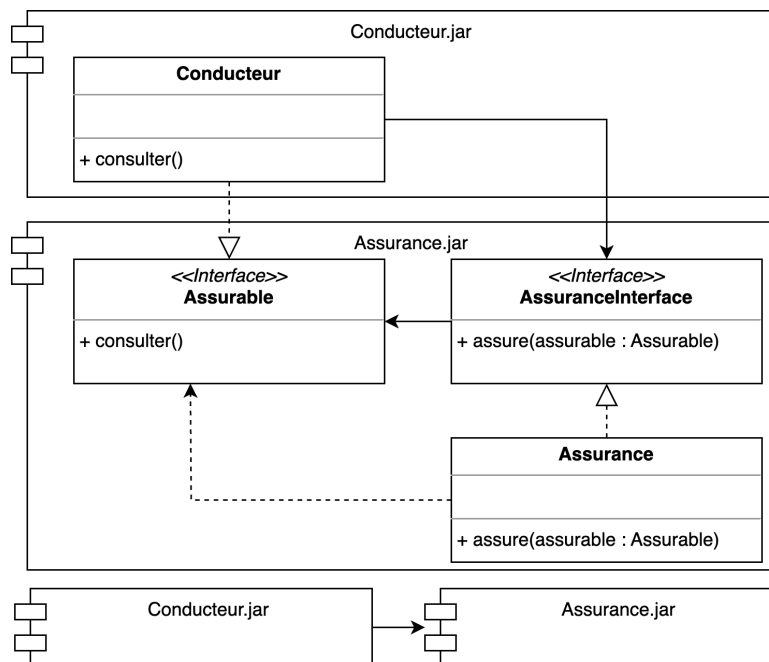 Conducteur.jar
Conducteur
+ consulter()
Assurance.jar
<<Interface>>
Assurable
+ consulter()
<<Interface>>
AssuranceInterface
+ assure(assurable : Assurable)
Assurance
+ assure(assurable : Assurable)
Conducteur.jar
Assurance.jar